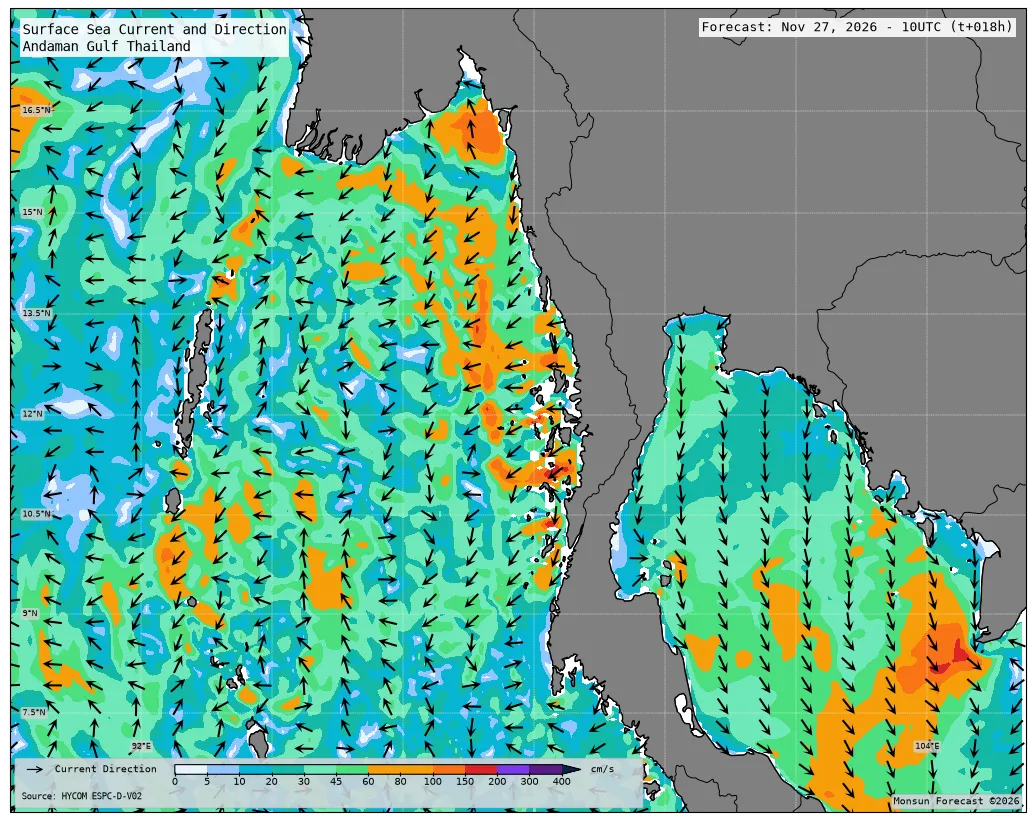 Surface Sea Current and Direction
Andaman Gulf Thailand
Forecast: Nov 27, 2026 - 10UTC (t+018h)
16.5°N
15°N
13.5°N
12°N
10.5°N
9°N
7.5°N
92°E
104°E
Current Direction
0 5 10 20 30 45 60 80 100 150 200 300 400 cm/s
Source: HYCOM ESPC-D-V02
Monsun Forecast ©2026